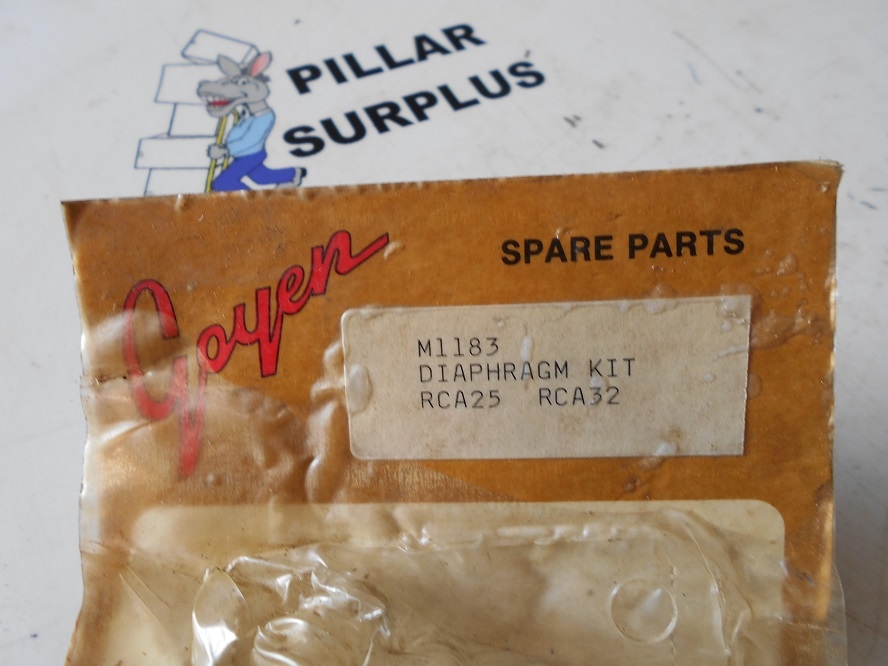 PILLAR
SURPLUS
Goyen
SPARE PARTS
M1183
DIAPHRAGM KIT
RCA25 RCA32